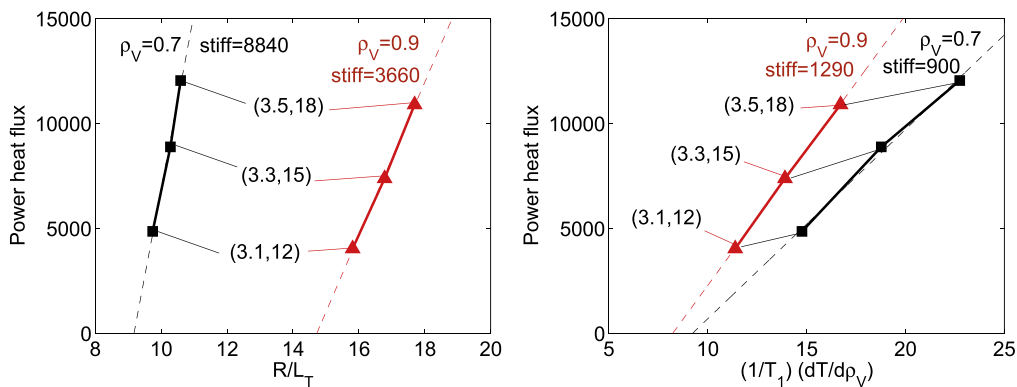 15000
10000
5000
0
Power heat flux
ρV=0.7
stiff=8840
ρV=0.9
stiff=3660
(3.5,18)
(3.3,15)
(3.1,12)
8 10 12 14 16 18 20
R/LT
15000
10000
5000
0
Power heat flux
ρV=0.9
stiff=1290
ρV=0.7
stiff=900
(3.5,18)
(3.3,15)
(3.1,12)
5 10 15 20 25
(1/T1) (dT/dρV)